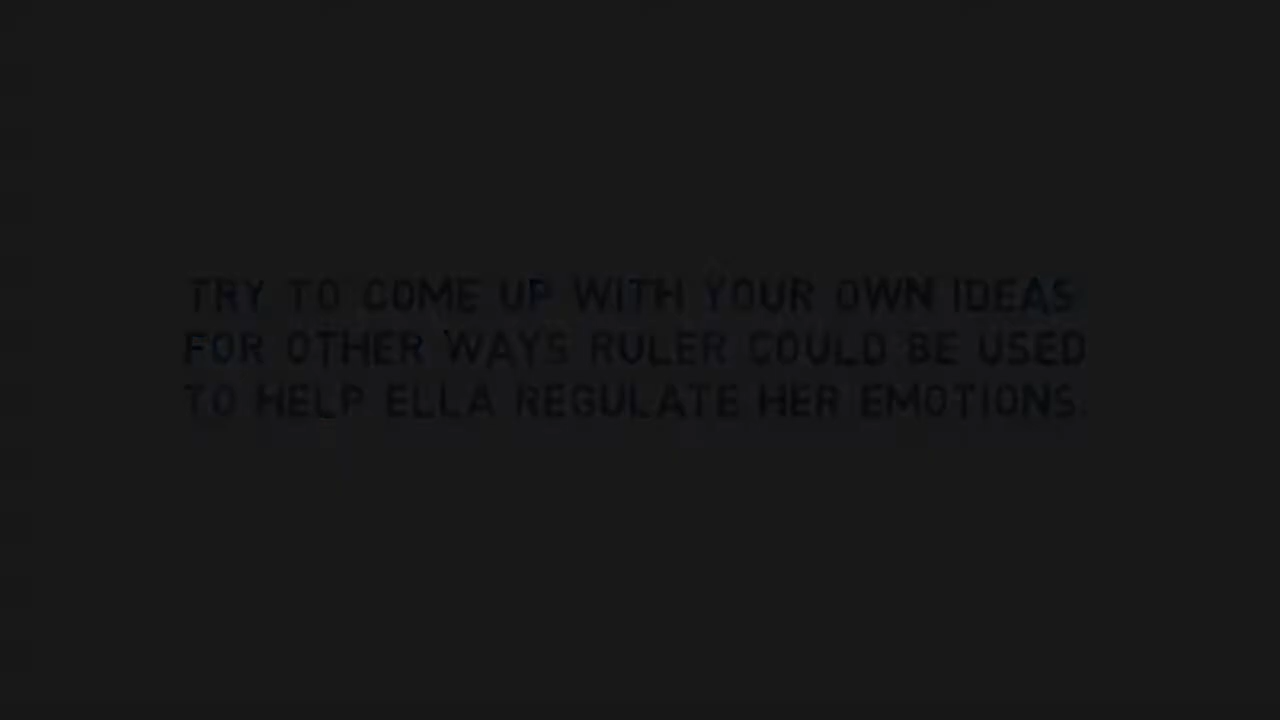 TRY TO COME UP WITH YOUR OWN IDEAS
FOR OTHER WAYS RULER COULD BE USED
TO HELP ELLA REGULATE HER EMOTIONS.